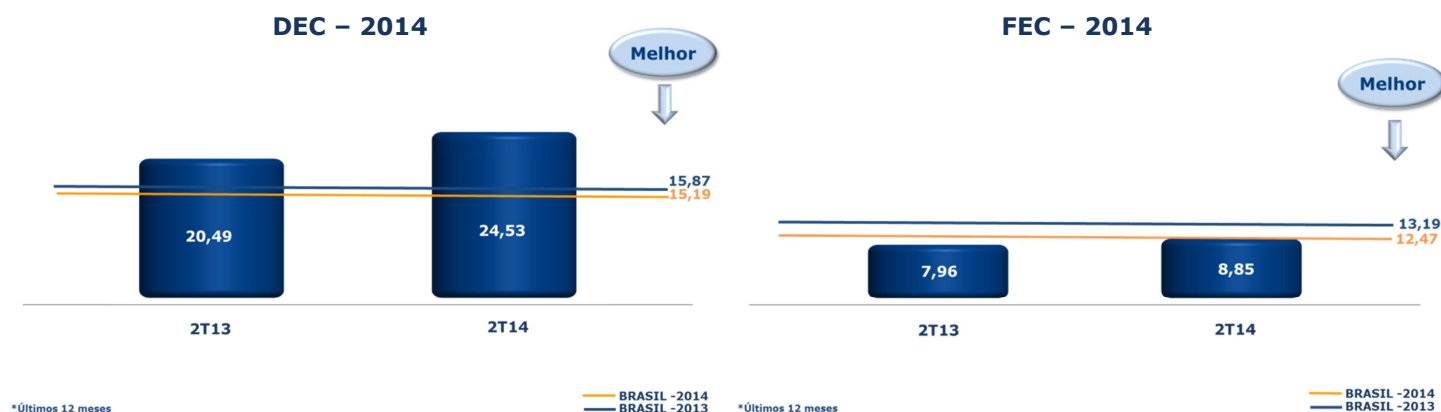 DEC – 2014
Melhor
15,87
15,19
20,49
24,53
2T13
2T14
*Últimos 12 meses
BRASIL -2014
BRASIL -2013
FEC – 2014
Melhor
13,19
12,47
7,96
8,85
2T13
2T14
*Últimos 12 meses
BRASIL -2014
BRASIL -2013